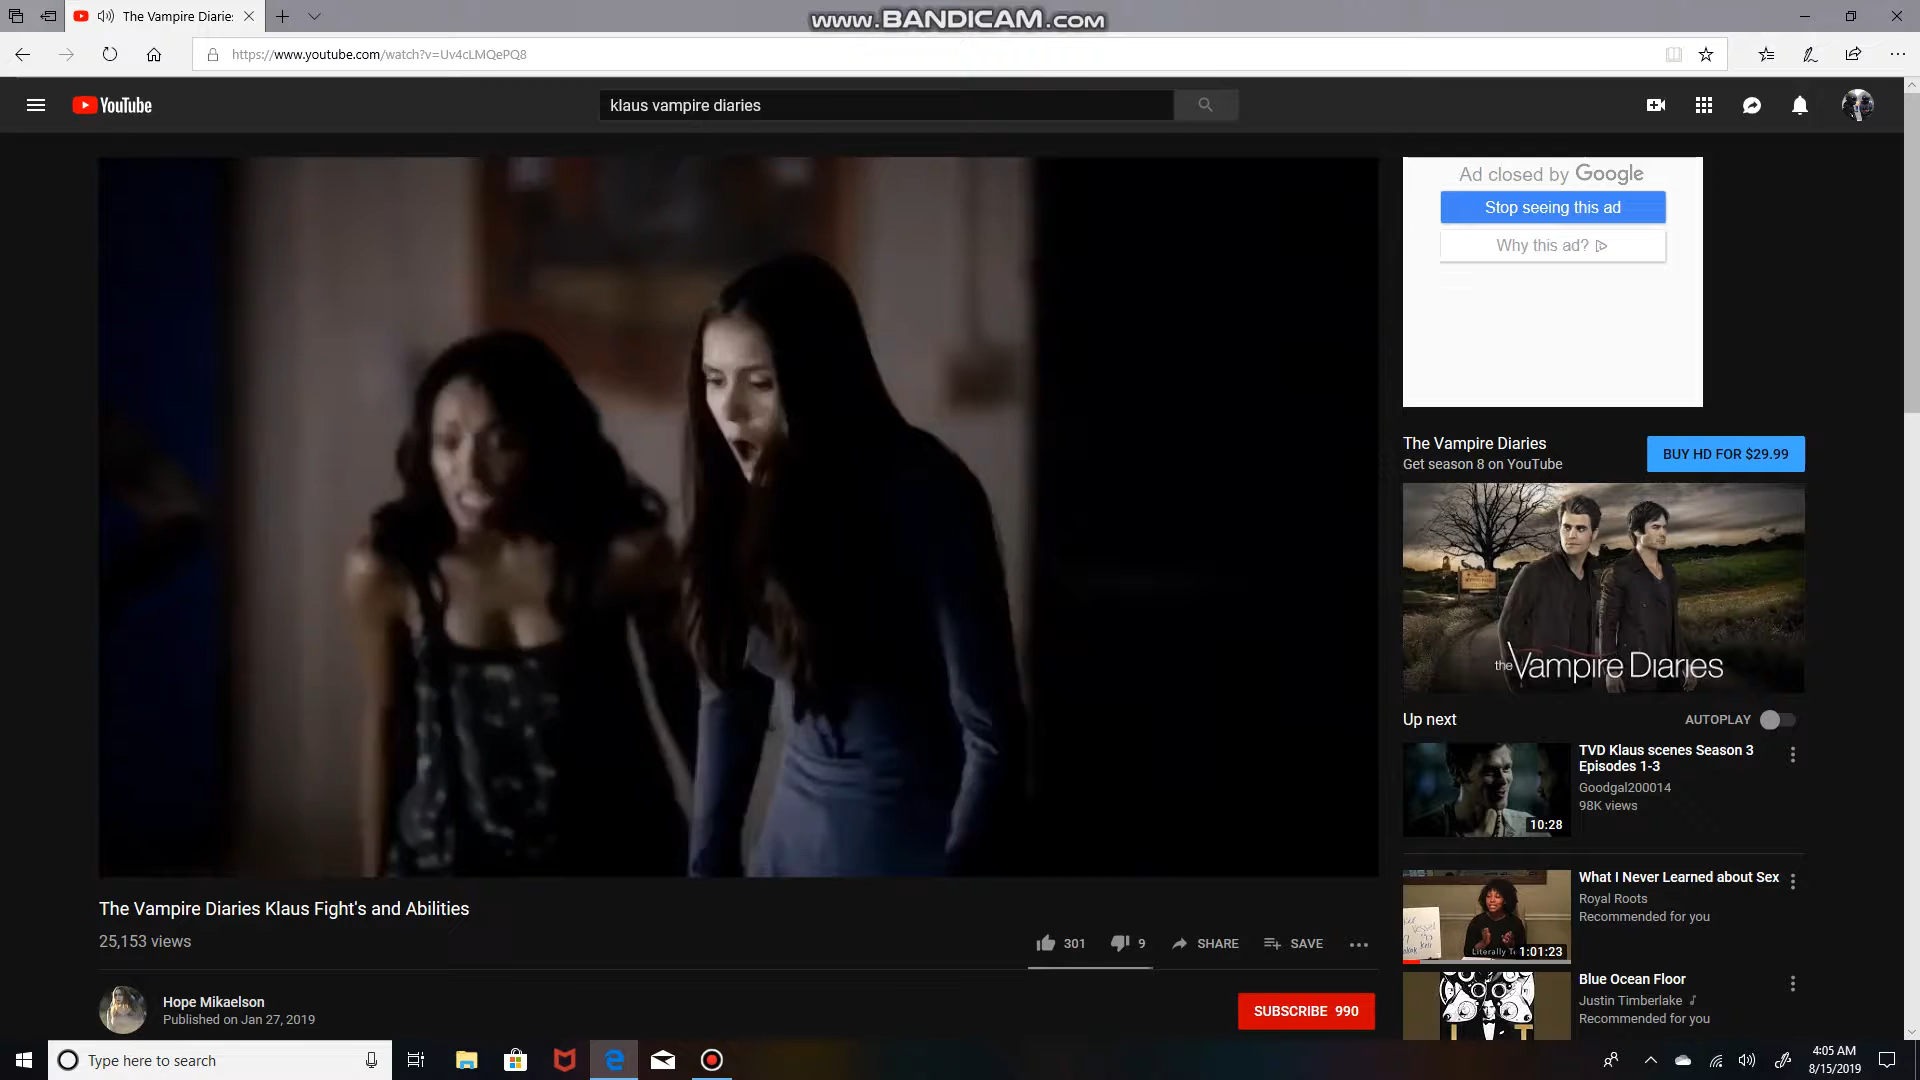 The Vampire Diaries
www.BANDICAM.com
https://www.youtube.com/watch?v=Uv4cLMQePQ8
YouTube
klaus vampire diaries
Ad closed by Google
Stop seeing this ad
Why this ad?
The Vampire Diaries
Get season 8 on YouTube
BUY HD FOR $29.99
the Vampire Diaries
Up next
AUTOPLAY
TVD Klaus scenes Season 3
Episodes 1-3
Goodgal200014
98K views
10:28
What I Never Learned about Sex
Royal Roots
Recommended for you
1:01:23
Blue Ocean Floor
Justin Timberlake
Recommended for you
The Vampire Diaries Klaus Fight's and Abilities
25,153 views
301
9
SHARE
SAVE
Hope Mikaelson
Published on Jan 27, 2019
SUBSCRIBE 990
Type here to search
4:05 AM
8/15/2019